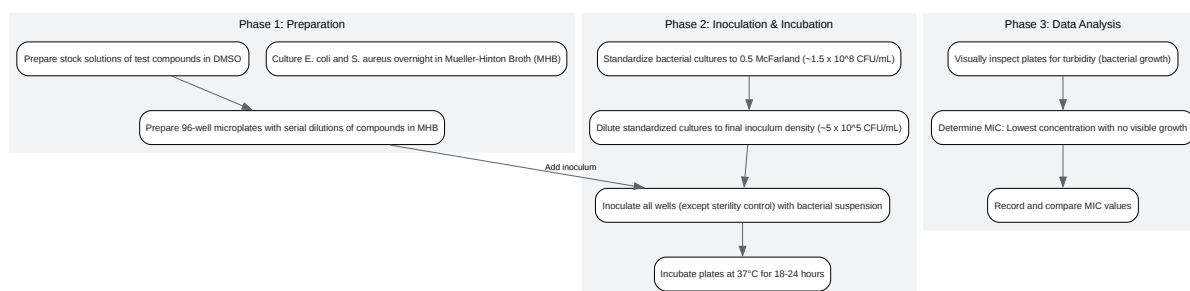 Phase 1: Preparation
Prepare stock solutions of test compounds in DMSO
Culture E. coli and S. aureus overnight in Mueller-Hinton Broth (MHB)
Prepare 96-well microplates with serial dilutions of compounds in MHB
Add inoculum
Phase 2: Inoculation & Incubation
Standardize bacterial cultures to 0.5 McFarland (~1.5 x 10^8 CFU/mL)
Dilute standardized cultures to final inoculum density (~5 x 10^5 CFU/mL)
Inoculate all wells (except sterility control) with bacterial suspension
Incubate plates at 37°C for 18-24 hours
Phase 3: Data Analysis
Visually inspect plates for turbidity (bacterial growth)
Determine MIC: Lowest concentration with no visible growth
Record and compare MIC values